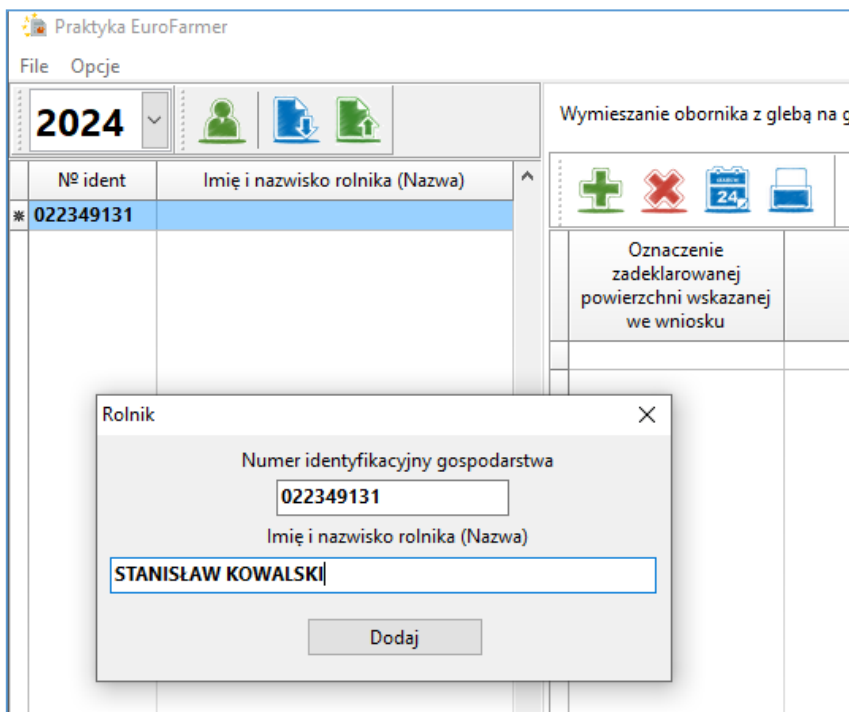 Praktyka EuroFarmer
File Opcje
2024
Wymieszanie obornika z glebą na
Nº ident
Imię i nazwisko rolnika (Nazwa)
022349131
24
Oznaczenie
zadeklarowanej
powierzchni wskazanej
we wniosku
Rolnik
Numer identyfikacyjny gospodarstwa
022349131
Imię i nazwisko rolnika (Nazwa)
STANISŁAW KOWALSKI
Dodaj